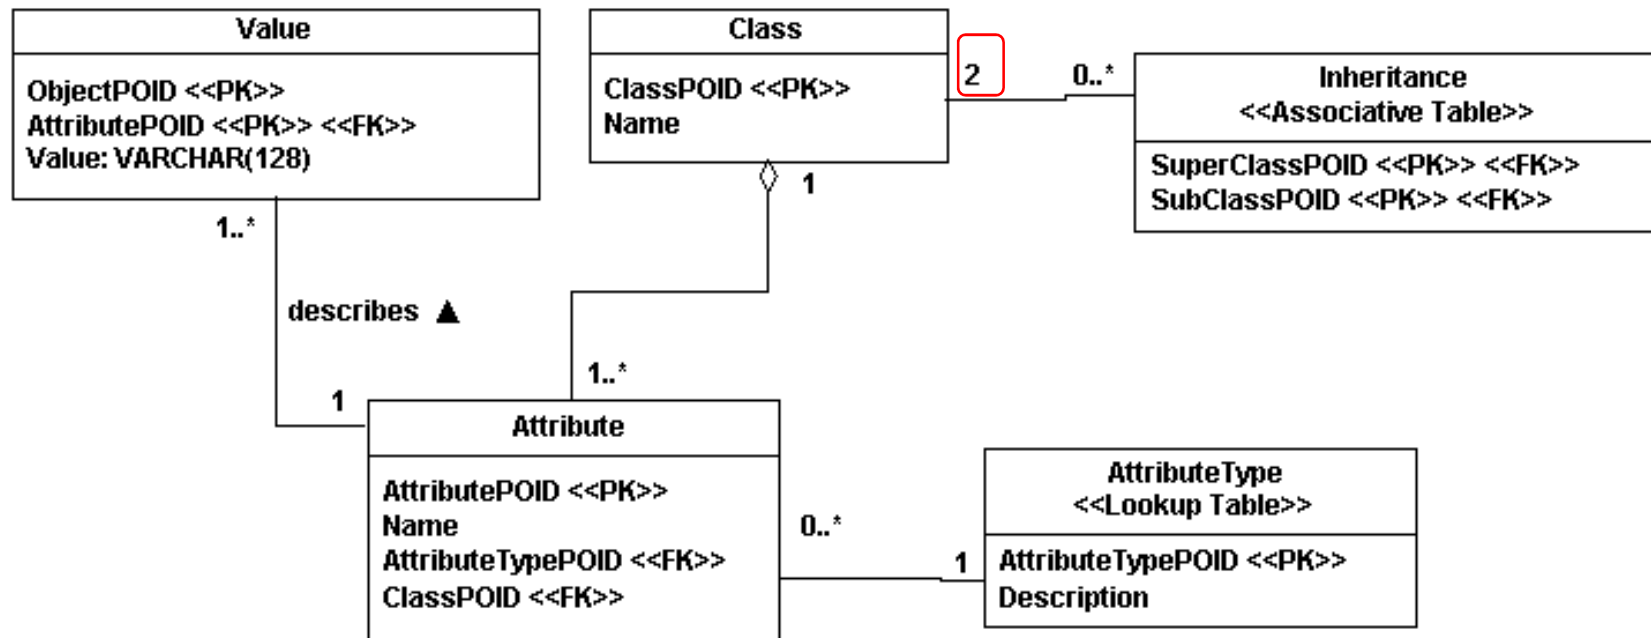 Value
ObjectPOID <<PK>>
AttributePOID <<PK>> <<FK>>
Value: VARCHAR(128)
Class
ClassPOID <<PK>>
Name
2
0..*
Inheritance
<<Associative Table>>
SuperClassPOID <<PK>> <<FK>>
SubClassPOID <<PK>> <<FK>>
1
1..*
describes ▲
1..*
1
Attribute
AttributePOID <<PK>>
Name
AttributeTypePOID <<FK>>
ClassPOID <<FK>>
0..*
1
AttributeType
<<Lookup Table>>
AttributeTypePOID <<PK>>
Description